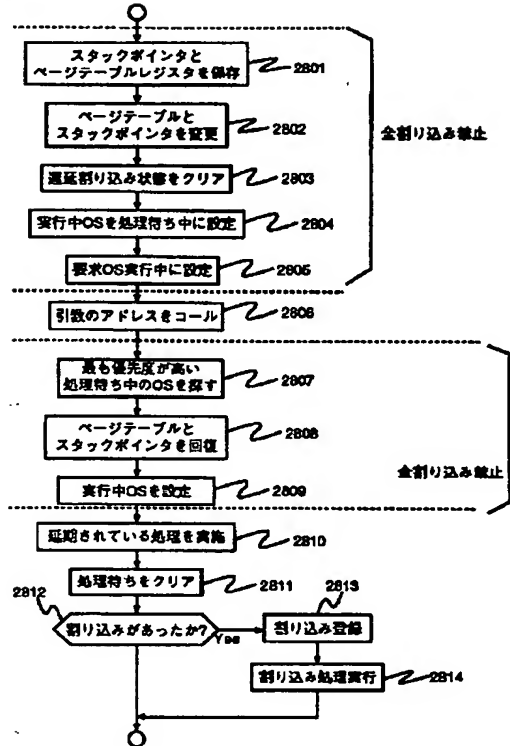 スタックポインタと
ページテーブルレジスタを保存
2801
ページテーブルと
スタックポインタを変更
2802
全割り込み禁止
遅延割り込み状態をクリア
2803
実行中OSを処理待ち中に設定
2804
要求OS実行中に設定
2805
引数のアドレスをコール
2806
最も優先度が高い
処理待ち中のOSを探す
2807
ページテーブルと
スタックポインタを回復
2808
全割り込み禁止
実行中OSを設定
2809
延期されている処理を実施
2810
処理待ちをクリア
2811
2812
割り込みがあったか?
Yes
2813
割り込み登録
割り込み処理実行
2814